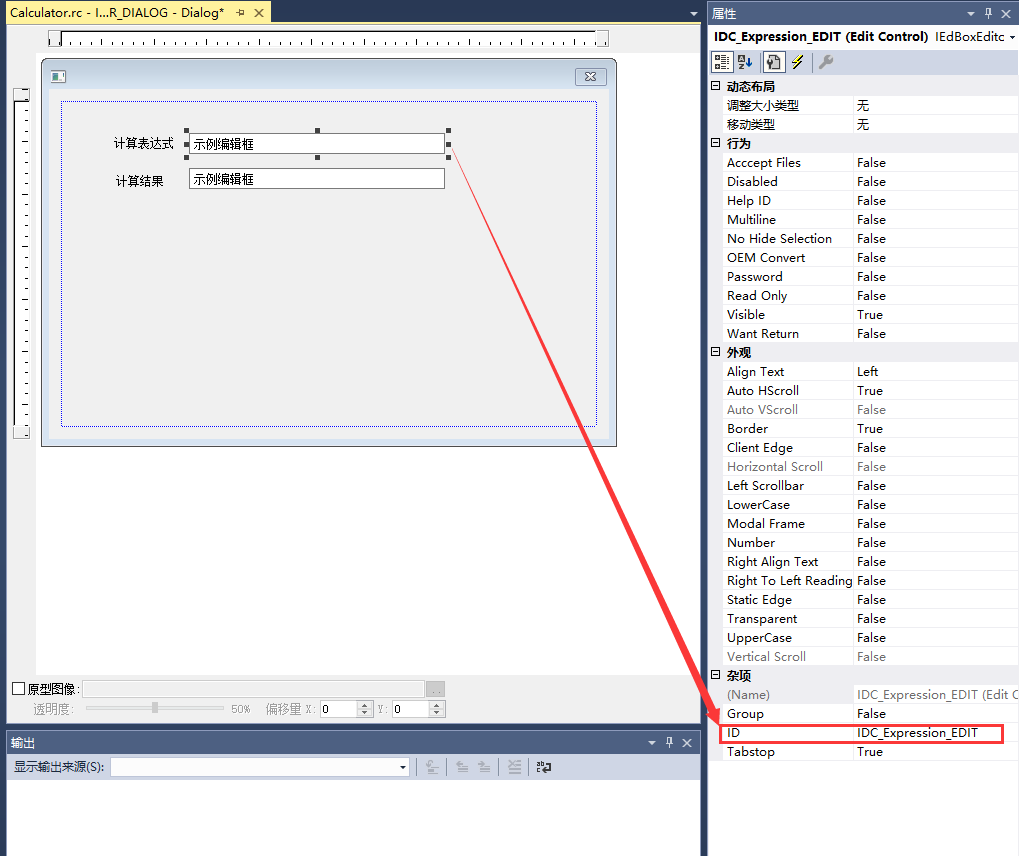 Calculator.rc - I...R_DIALOG - Dialog*
计算表达式 示例编辑框
计算结果 示例编辑框
原型图像:
透明度: 50% 偏移量 X: 0 Y: 0
输出
显示输出来源(S):
属性
IDC_Expression_EDIT (Edit Control) IEdBoxEditc
动态布局
调整大小类型 无
移动类型 无
行为
Acccept Files False
Disabled False
Help ID False
Multiline False
No Hide Selection False
OEM Convert False
Password False
Read Only False
Visible True
Want Return False
外观
Align Text Left
Auto HScroll True
Auto VScroll False
Border True
Client Edge False
Horizontal Scroll False
Left Scrollbar False
LowerCase False
Modal Frame False
Number False
Right Align Text False
Right To Left Reading False
Static Edge False
Transparent False
UpperCase False
Vertical Scroll False
杂项
(Name) IDC_Expression_EDIT (Edit C
Group False
ID IDC_Expression_EDIT
Tabstop True